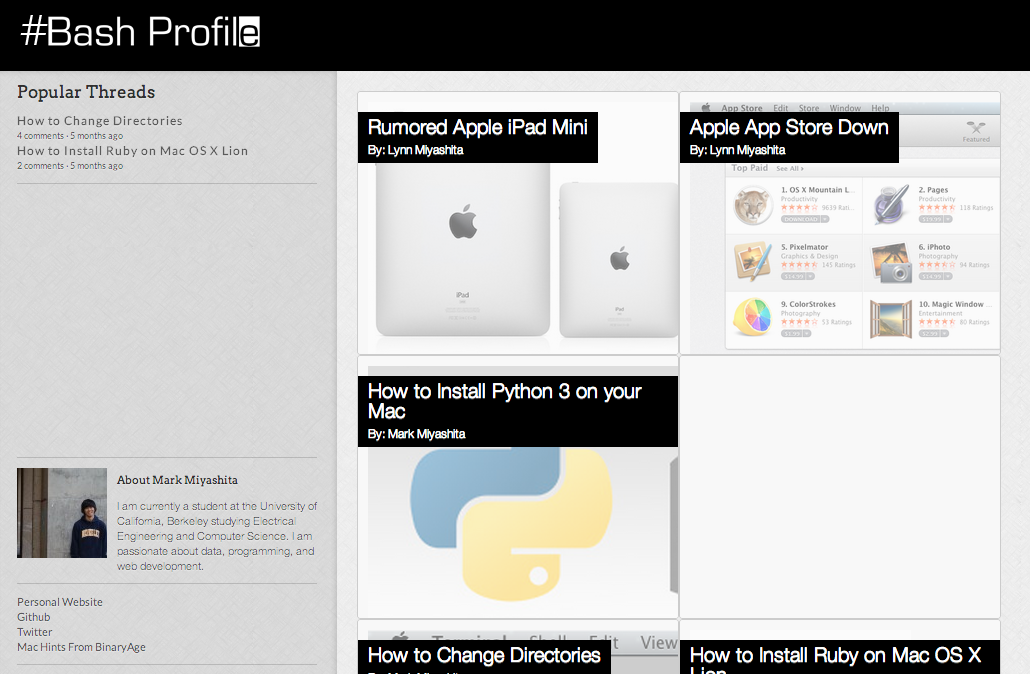 #Bash Profile
Popular Threads
How to Change Directories
4 comments · 5 months ago
How to Install Ruby on Mac OS X Lion
2 comments · 5 months ago
About Mark Miyashita
I am currently a student at the University of
California, Berkeley studying Electrical
Engineering and Computer Science. I am
passionate about data, programming, and
web development.
Personal Website
Github
Twitter
Mac Hints From BinaryAge
Rumored Apple iPad Mini
By: Lynn Miyashita
iPad
iPad
App Store Edit Store Window Help
Apple App Store Down
By: Lynn Miyashita
Featured
Top Paid See All ›
1. OS X Mountain L...
Productivity
9639 Rati...
DOWNLOAD
2. Pages
Productivity
118 Ratings
$19.99
5. Pixelmator
Graphics & Design
145 Ratings
$14.99
6. iPhoto
Photography
94 Ratings
$14.99
9. ColorStrokes
Photography
53 Ratings
10. Magic Window ...
Entertainment
80 Ratings
How to Install Python 3 on your
Mac
By: Mark Miyashita
Terminal Shell Edit View
How to Change Directories
How to Install Ruby on Mac OS X
Lion